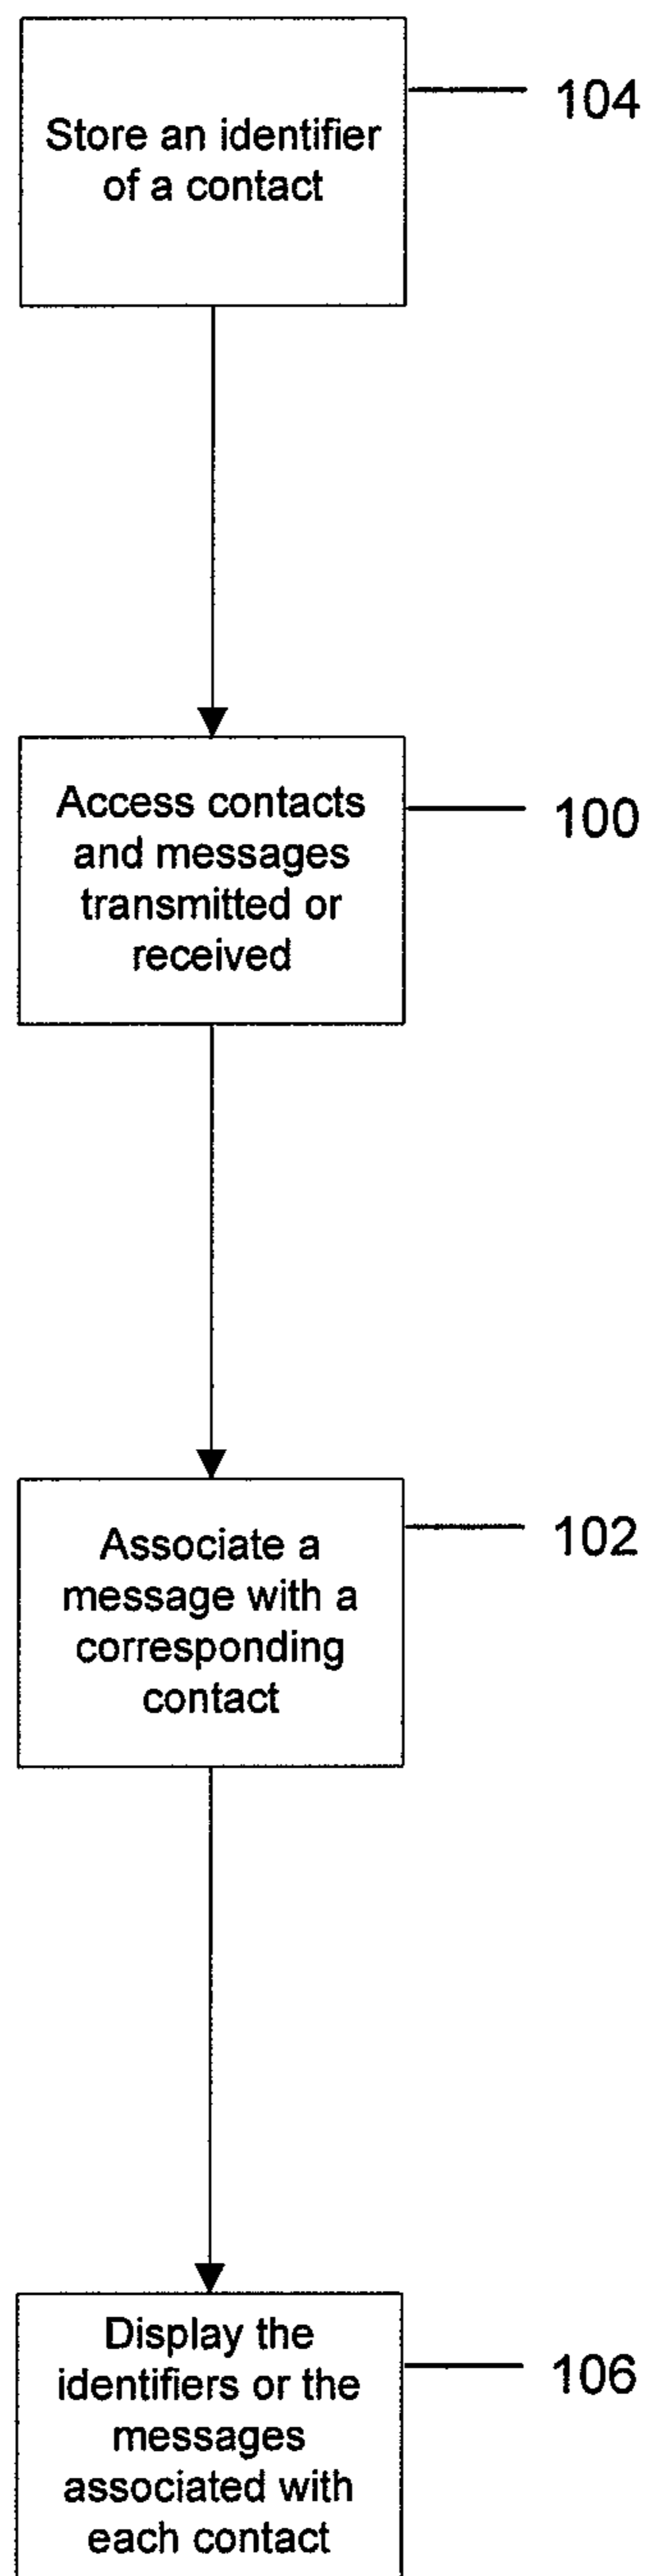 Store an identifier
of a contact
104
Access contacts
and messages
transmitted or
received
100
Associate a
message with a
corresponding
contact
102
Display the
identifiers or the
messages
associated with
each contact
106